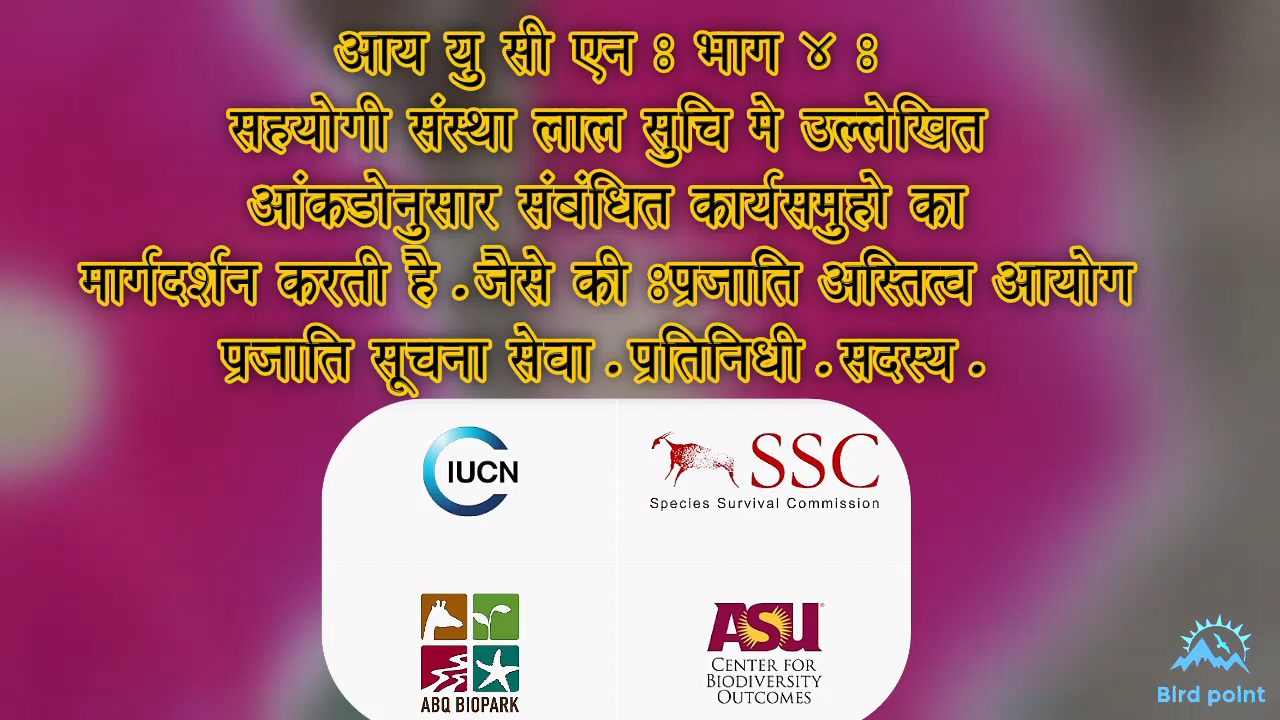 आय यु सी एन : भाग ४ :
सहयोगी संस्था लाल सुचि मे उल्लेखित
आंकडोनुसार संबंधित कार्यसमुहो का
मार्गदर्शन करती है . जैसे की :प्रजाति अस्तित्व आयोग
प्रजाति सूचना सेवा . प्रतिनिधी . सदस्य .
IUCN
SSC
Species Survival Commission
ABQ BIOPARK
ASU
CENTER FOR
BIODIVERSITY
OUTCOMES
Bird point